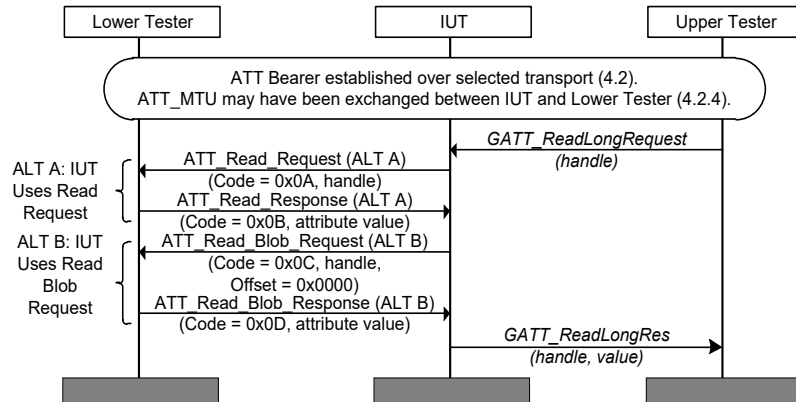 Lower Tester
IUT
Upper Tester
ATT Bearer established over selected transport (4.2).
ATT_MTU may have been exchanged between IUT and Lower Tester (4.2.4).
GATT_ReadLongRequest
(handle)
ALT A: IUT
Uses Read
Request
ATT_Read_Request (ALT A)
(Code = 0x0A, handle)
ATT_Read_Response (ALT A)
(Code = 0x0B, attribute value)
ALT B: IUT
Uses Read
Blob
Request
ATT_Read_Blob_Request (ALT B)
(Code = 0x0C, handle,
Offset = 0x0000)
ATT_Read_Blob_Response (ALT B)
(Code = 0x0D, attribute value)
GATT_ReadLongRes
(handle, value)